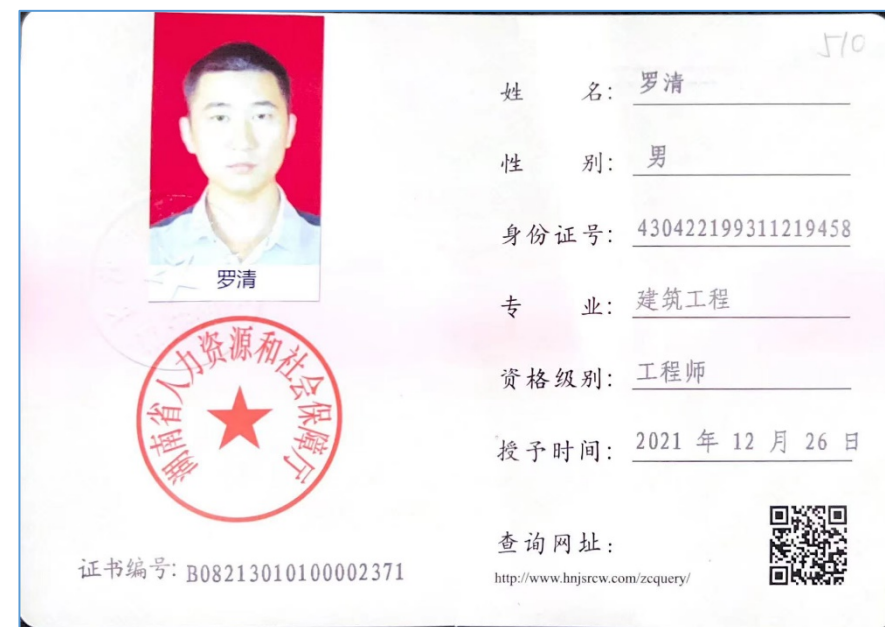 510
姓 名: 罗清
性 别: 男
身份证号: 430422199311219458
专 业: 建筑工程
资格级别: 工程师
授予时间: 2021 年 12 月 26 日
查询网址:
http://www.hnjsrcw.com/zcquery/
罗清
湖南省人力资源和社会保障厅
证书编号: B08213010100002371